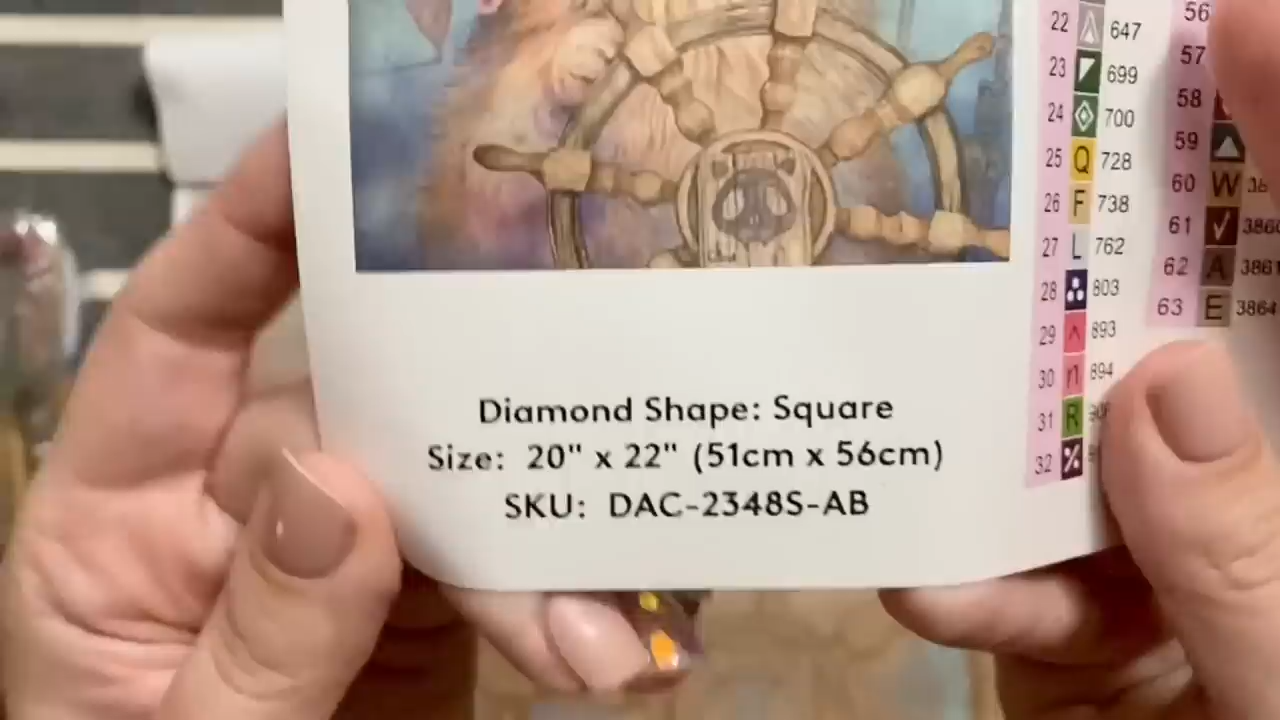 22 647
23 699
24 700
25 Q 728
26 F 738
27 L 762
28 803
29 ^ 893
30 n 894
31 R
32 %
56
57
58
59
60 W
61 ✓
62 A 3861
63 E 3864
Diamond Shape: Square
Size: 20" x 22" (51cm x 56cm)
SKU: DAC-2348S-AB